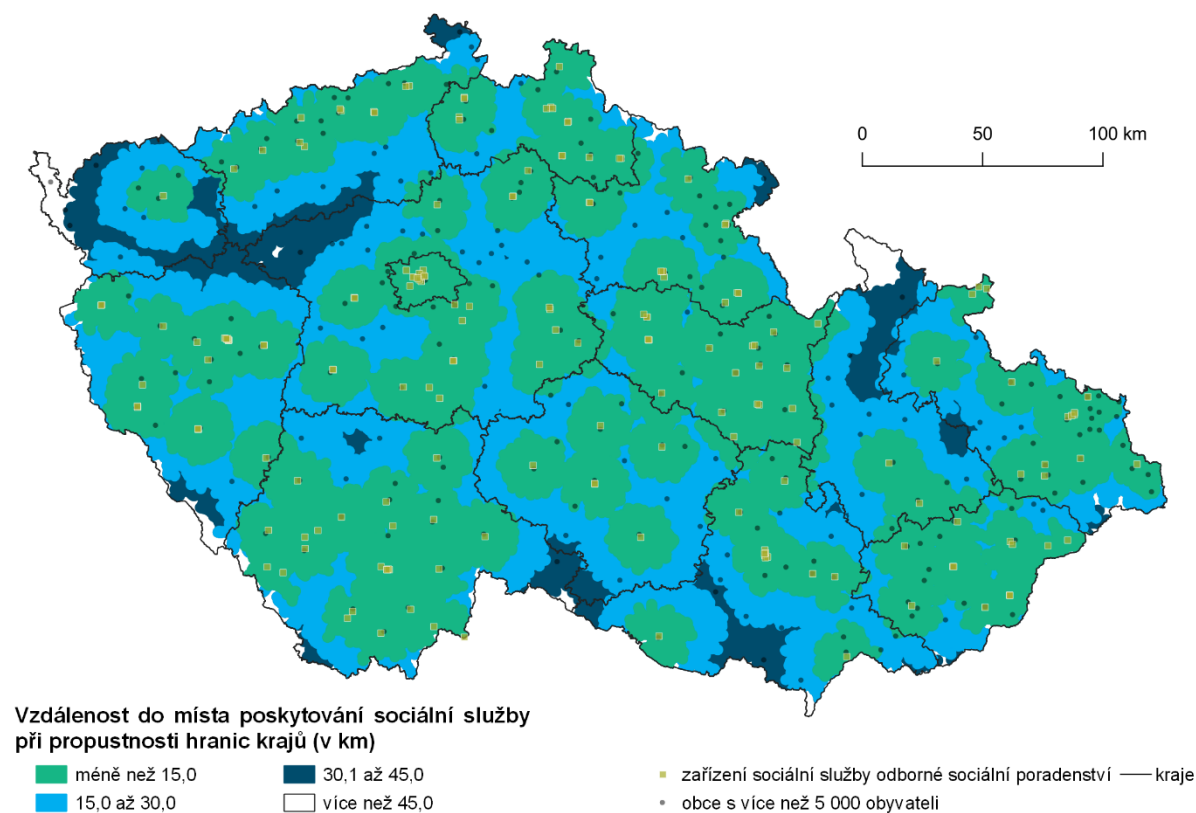 0 50 100 km
Vzdálenost do místa poskytování sociální služby
při propustnosti hranic krajů (v km)
méně než 15,0
30,1 až 45,0
zařízení sociální služby odborné sociální poradenství
kraje
15,0 až 30,0
více než 45,0
obce s více než 5 000 obyvateli